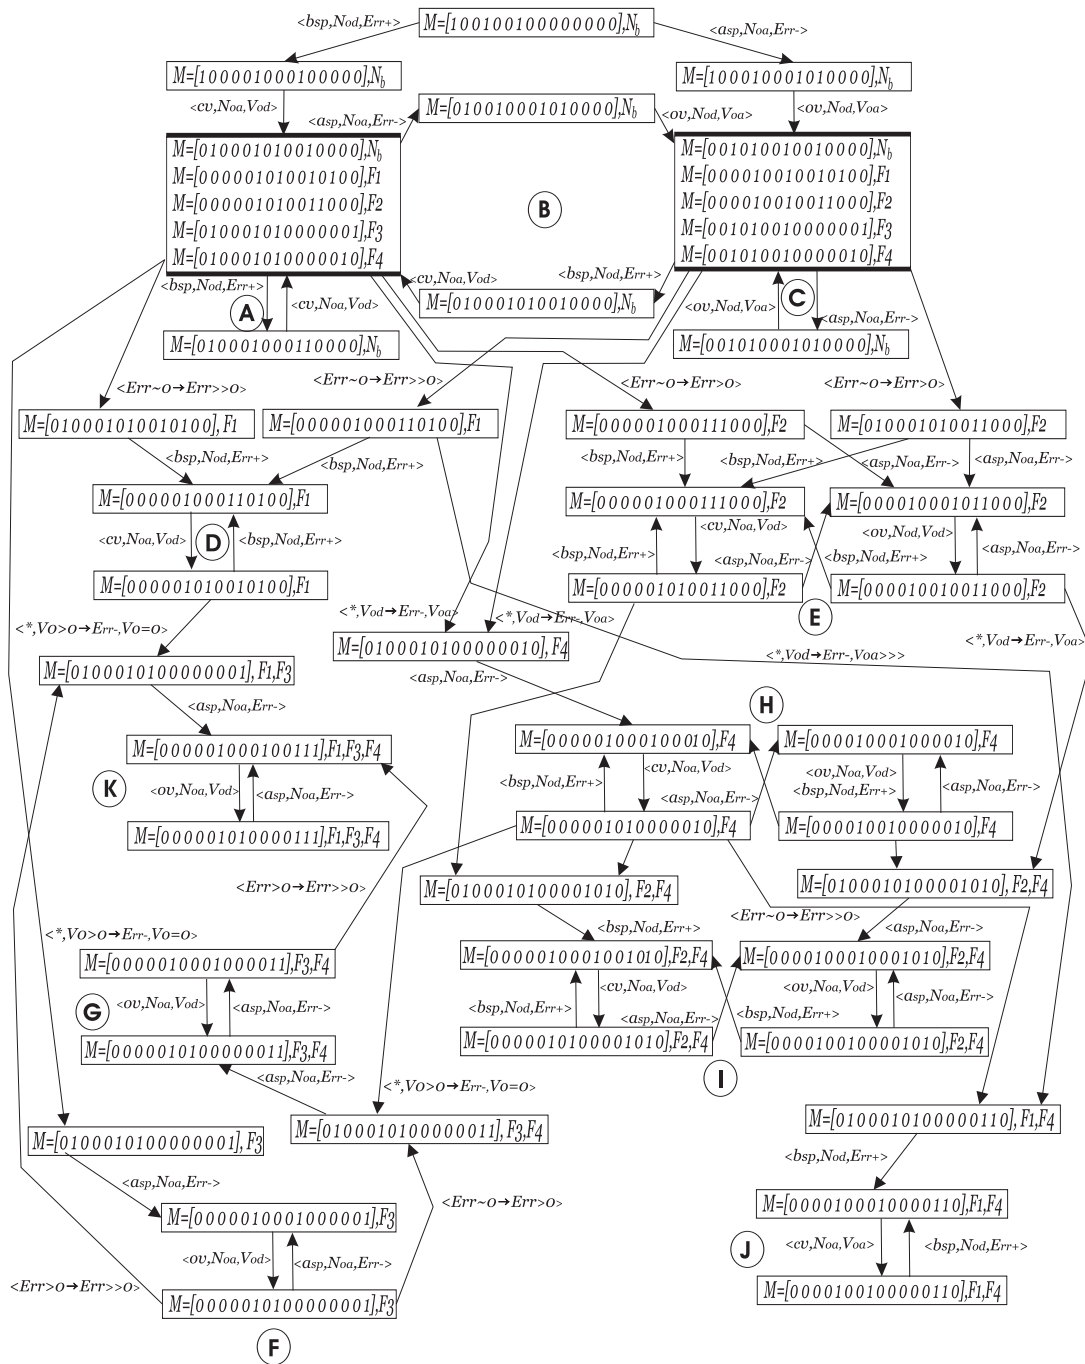 <bsp,Nod,Err+>
M=[100100100000000],Nb
<asp,Noa,Err->
M=[100001000100000],Nb
M=[100010001010000],Nb
<cv,Noa,Vod>
<asp,Noa,Err->
M=[010010001010000],Nb
<ov,Nod,Voa>
<ov,Nod,Voa>
M=[010001010010000],Nb
M=[000001010010100],F1
M=[000001010011000],F2
M=[010001010000001],F3
M=[010001010000010],F4
B
M=[001010010010000],Nb
M=[000010010010100],F1
M=[000010010011000],F2
M=[001010010000001],F3
M=[001010010000010],F4
<bsp,Nod,Err+>
<cv,Noa,Vod>
<bsp,Nod,Err+>
A
<cv,Noa,Vod>
M=[010001010010000],Nb
<ov,Nod,Voa>
C
<asp,Noa,Err->
M=[010001000110000],Nb
M=[001010001010000],Nb
<Err~0→Err>>0>
<Err~0→Err>>0>
<Err~0→Err>0>
<Err~0→Err>0>
M=[010001010010100],F1
M=[000001000110100],F1
M=[000001000111000],F2
M=[010001010011000],F2
<bsp,Nod,Err+>
<bsp,Nod,Err+>
<bsp,Nod,Err+>
<bsp,Nod,Err+>
<asp,Noa,Err->
<asp,Noa,Err->
M=[000001000110100],F1
M=[000001000111000],F2
M=[000010001011000],F2
<cv,Noa,Vod>
D
<bsp,Nod,Err+>
<cv,Noa,Vod>
<bsp,Nod,Err+>
<asp,Noa,Err->
<ov,Nod,Voa>
<bsp,Nod,Err+>
<asp,Noa,Err->
M=[000001010010100],F1
M=[000001010011000],F2
M=[000010010011000],F2
E
<*,Vo>0→Err-,Vo=0>
<*,Vod→Err-,Voa>
<*,Vod→Err-,Voa>
<*,Vod→Err-,Voa>
M=[010001010000010],F4
<*,Vod→Err-,Voa>>>
M=[0100010100000001],F1,F3
<asp,Noa,Err->
<asp,Noa,Err->
H
M=[000001000100111],F1,F3,F4
M=[000001000100010],F4
M=[000010001000010],F4
K
<ov,Noa,Vod>
<asp,Noa,Err->
<bsp,Nod,Err+>
<cv,Noa,Vod>
<asp,Noa,Err->
<ov,Noa,Vod>
<bsp,Nod,Err+>
<asp,Noa,Err->
M=[000001010000111],F1,F3,F4
M=[000001010000010],F4
M=[000010010000010],F4
<Err>0→Err>>0>
M=[0100010100001010],F2,F4
M=[0100010100001010],F2,F4
<*,Vo>0→Err-,Vo=0>
<bsp,Nod,Err+>
<Err~0→Err>>0>
<asp,Noa,Err->
M=[0000010001000011],F3,F4
M=[0000010001001010],F2,F4
M=[0000100010001010],F2,F4
G
<ov,Noa,Vod>
<asp,Noa,Err->
<bsp,Nod,Err+>
<cv,Noa,Vod>
<asp,Noa,Err->
<ov,Noa,Vod>
<bsp,Nod,Err+>
<asp,Noa,Err->
M=[0000010100000011],F3,F4
M=[0000010100001010],F2,F4
M=[0000100100001010],F2,F4
I
<asp,Noa,Err->
<*,Vo>0→Err-,Vo=0>
M=[0100010100000001],F3
M=[0100010100000011],F3,F4
M=[0100010100000110],F1,F4
<asp,Noa,Err->
<bsp,Nod,Err+>
M=[0000010001000001],F3
<Err~0→Err>0>
M=[0000100010000110],F1,F4
<ov,Noa,Vod>
<asp,Noa,Err->
J
<cv,Noa,Voa>
<bsp,Nod,Err+>
<Err>0→Err>>0>
M=[0000010100000001],F3
M=[0000100100000110],F1,F4
F